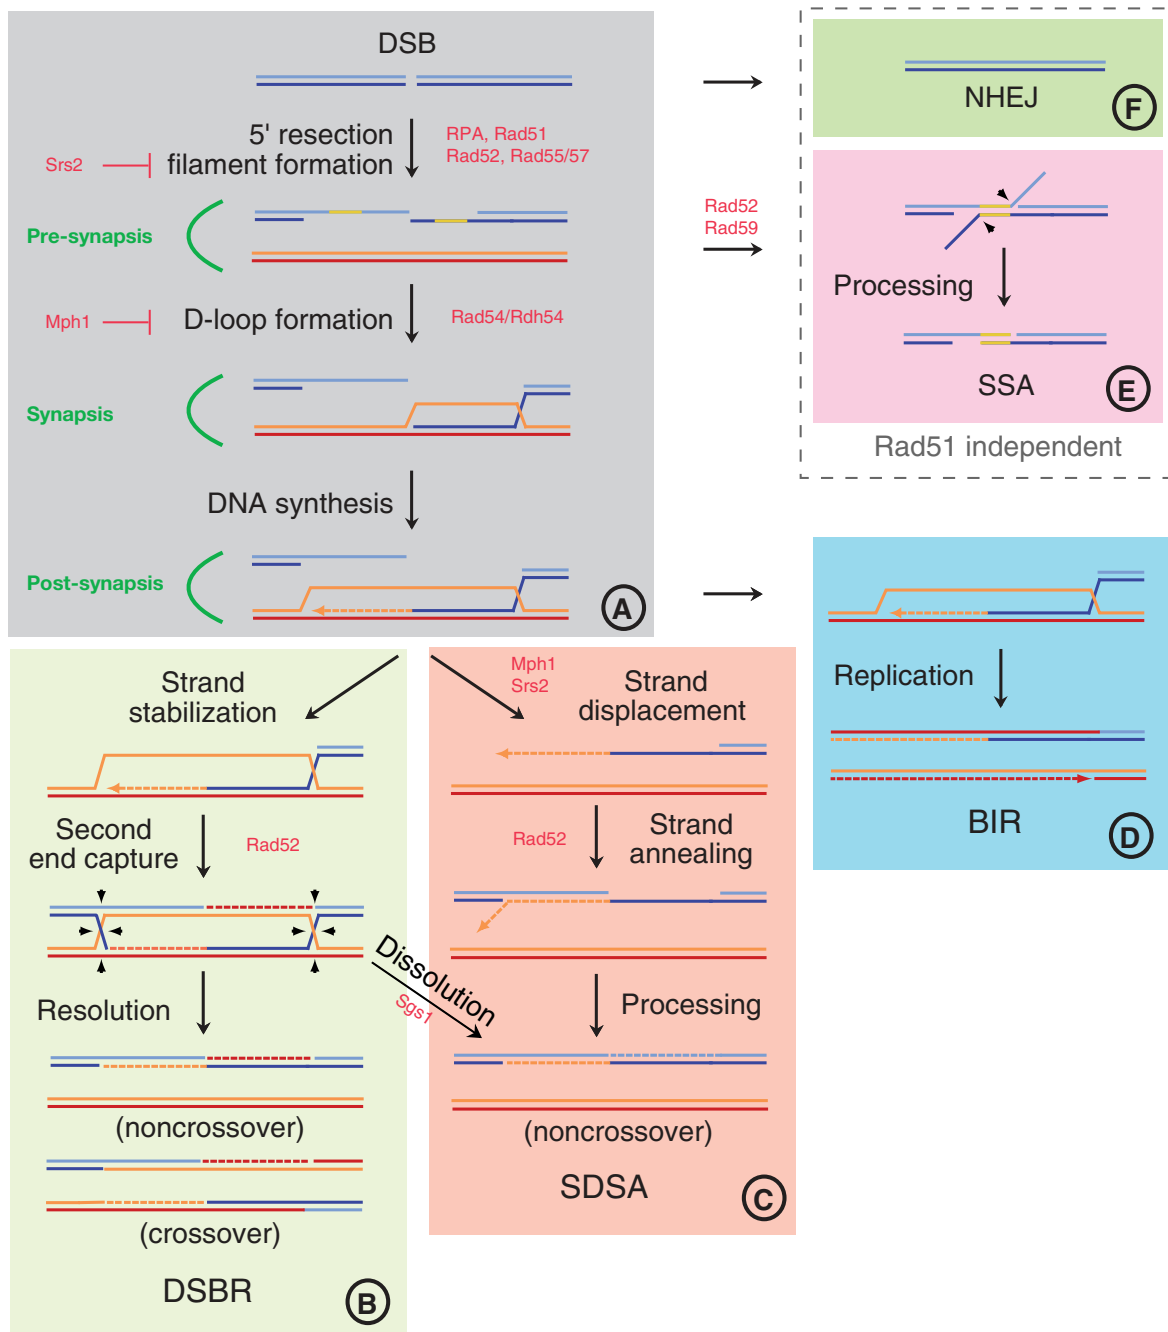 DSB
5' resection
filament formation
RPA, Rad51
Rad52, Rad55/57
Srs2
Pre-synapsis
Mph1
D-loop formation
Rad54/Rdh54
Synapsis
DNA synthesis
Post-synapsis
A
Rad52
Rad59
NHEJ
F
Processing
SSA
E
Rad51 independent
Replication
BIR
D
Strand
stabilization
Second
end capture
Rad52
Resolution
(noncrossover)
(crossover)
DSBR
B
Dissolution
Sgs1
Mph1
Srs2
Strand
displacement
Rad52
Strand
annealing
Processing
(noncrossover)
SDSA
C